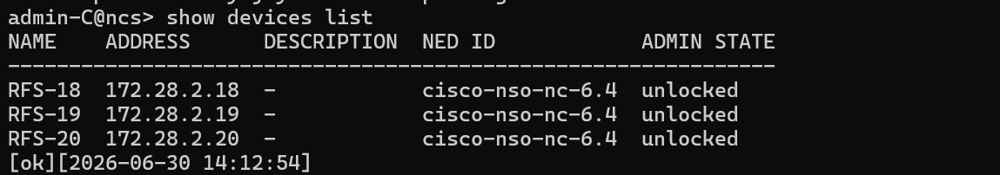 admin-C@ncs> show devices list
NAME    ADDRESS      DESCRIPTION  NED ID           ADMIN STATE
---------------------------------------------------------------
RFS-18  172.28.2.18  -            cisco-nso-nc-6.4  unlocked
RFS-19  172.28.2.19  -            cisco-nso-nc-6.4  unlocked
RFS-20  172.28.2.20  -            cisco-nso-nc-6.4  unlocked
[ok][2026-06-30 14:12:54]